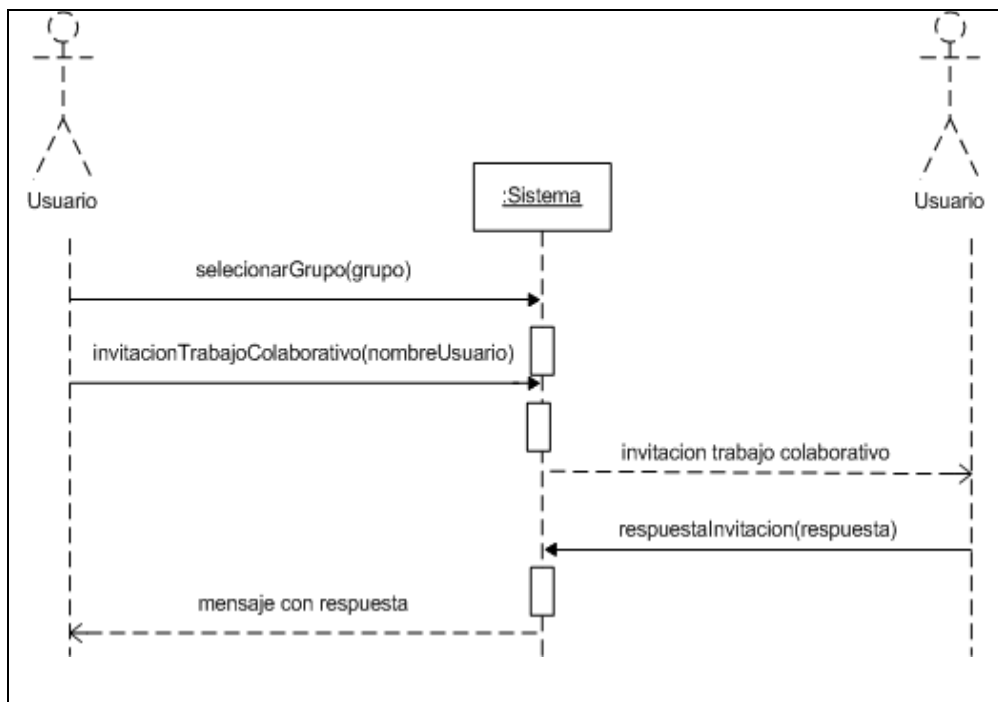 Usuario
:Sistema
Usuario
selecionarGrupo(grupo)
invitacionTrabajoColaborativo(nombreUsuario)
invitacion trabajo colaborativo
respuestaInvitacion(respuesta)
mensaje con respuesta